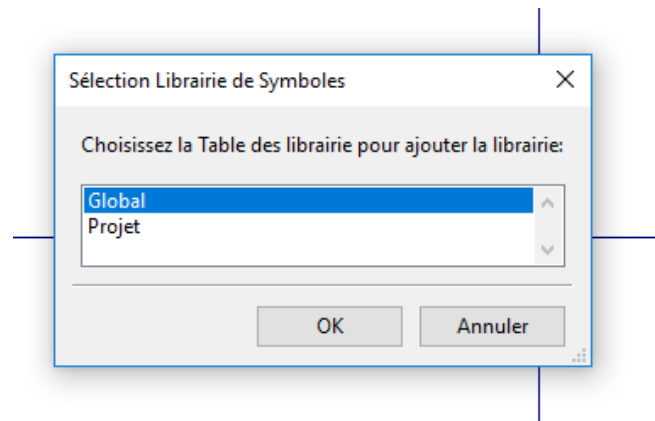 Sélection Librairie de Symboles
Choisissez la Table des librairie pour ajouter la librairie:
Global
Projet
OK
Annuler